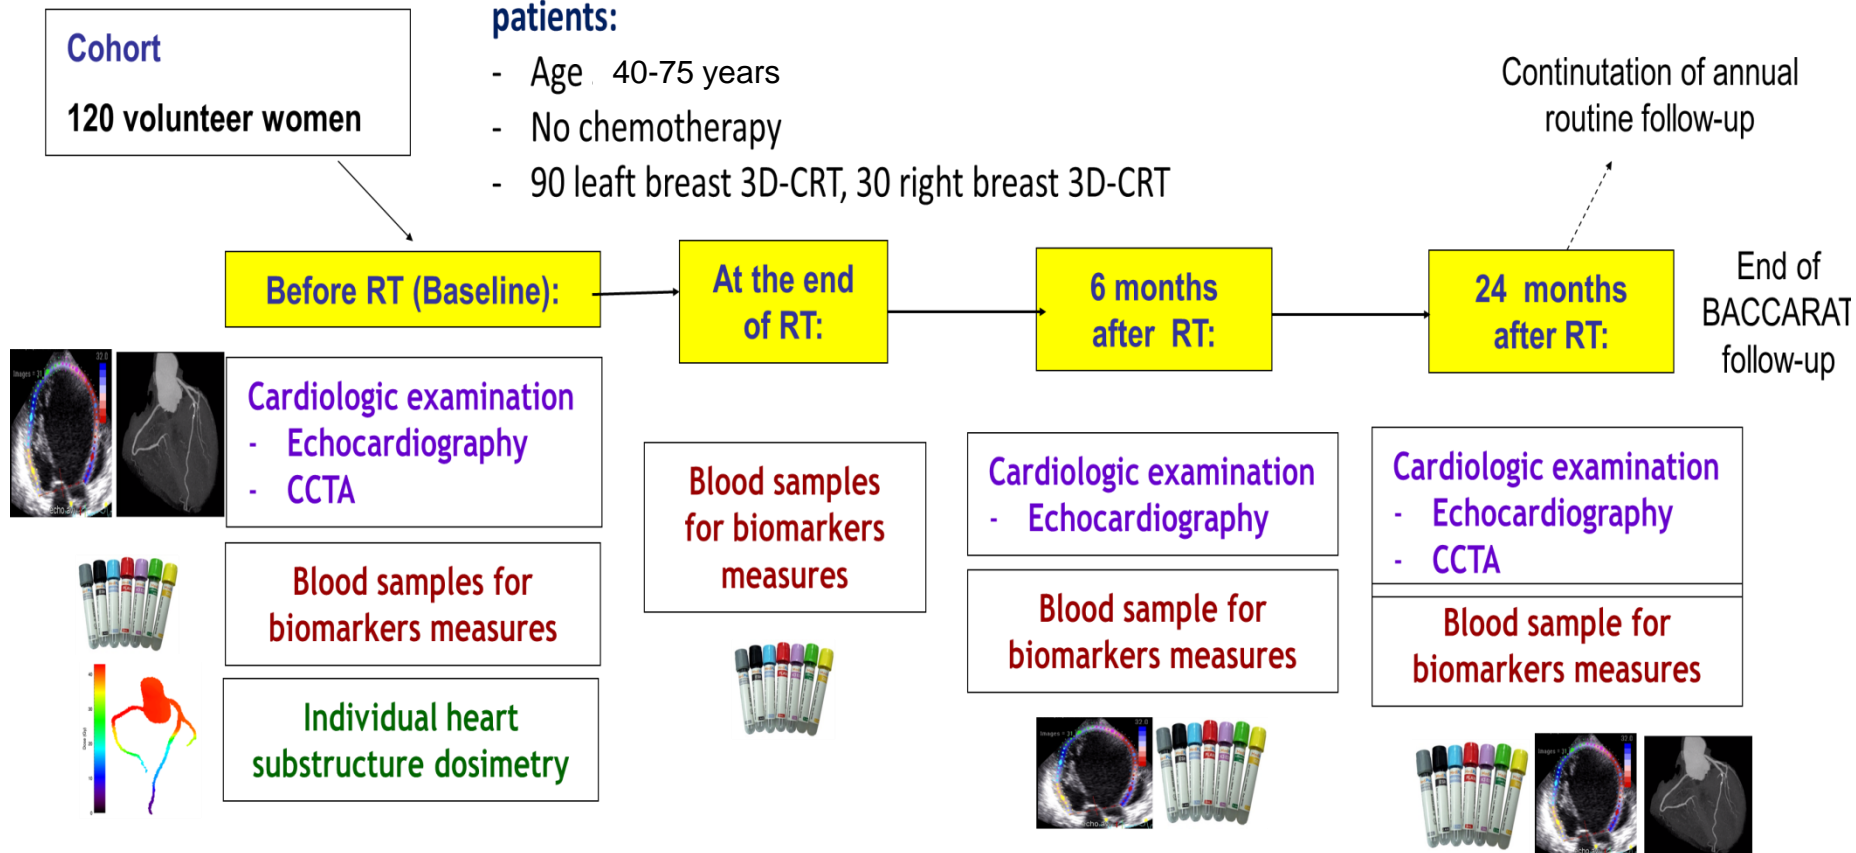 Cohort
120 volunteer women
patients:
- Age 40-75 years
- No chemotherapy
- 90 leaft breast 3D-CRT, 30 right breast 3D-CRT
Continutation of annual
routine follow-up
Before RT (Baseline):
At the end
of RT:
6 months
after RT:
24 months
after RT:
End of
BACCARAT
follow-up
Cardiologic examination
- Echocardiography
- CCTA
Blood samples for
biomarkers measures
Individual heart
substructure dosimetry
Blood samples
for biomarkers
measures
Cardiologic examination
- Echocardiography
Blood sample for
biomarkers measures
Cardiologic examination
- Echocardiography
- CCTA
Blood sample for
biomarkers measures